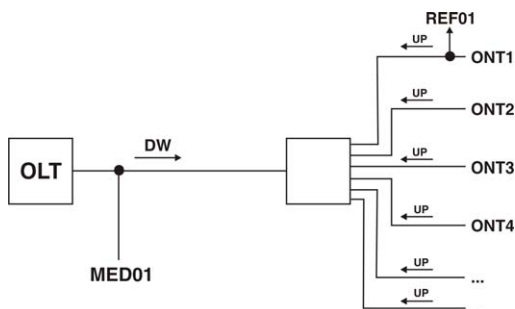 REF01
UP
ONT1
UP
ONT2
DW
UP
OLT
ONT3
UP
ONT4
MED01
UP
...
UP